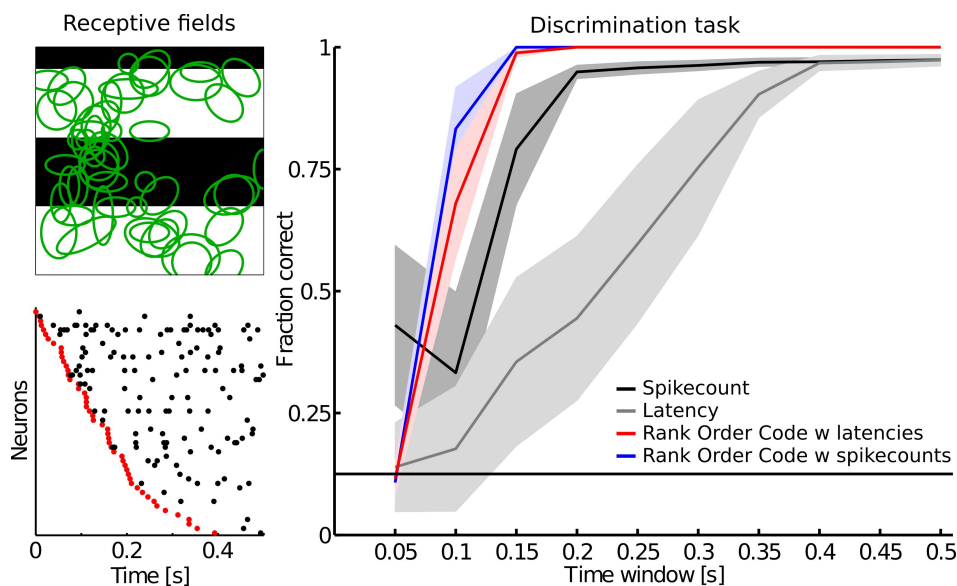 Receptive fields
Neurons
0
0.2
0.4
Time [s]
Discrimination task
Fraction correct
1
0.75
0.5
0.25
0
Spikecount
Latency
Rank Order Code w latencies
Rank Order Code w spikecounts
0.05 0.1 0.15 0.2 0.25 0.3 0.35 0.4 0.45 0.5
Time window [s]